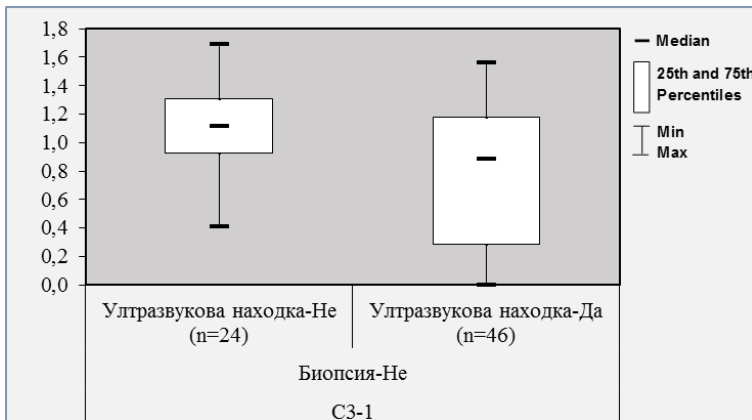 1,8
1,6
1,4
1,2
1,0
0,8
0,6
0,4
0,2
0,0
Median
25th and 75th
Percentiles
Min
Max
Ултразвукова находка-Не
(n=24)
Ултразвукова находка-Да
(n=46)
Биопсия-Не
С3-1